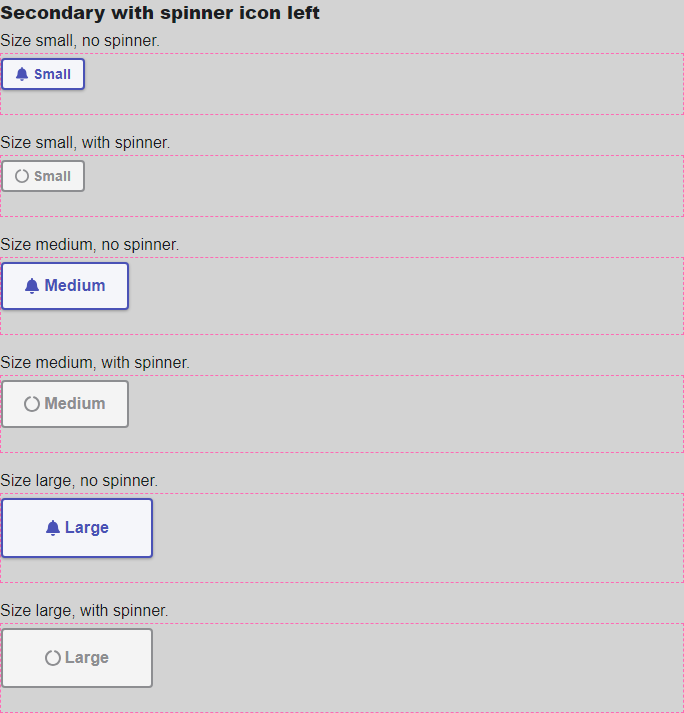 Secondary with spinner icon left
Size small, no spinner.
Small
Size small, with spinner.
Small
Size medium, no spinner.
Medium
Size medium, with spinner.
Medium
Size large, no spinner.
Large
Size large, with spinner.
Large